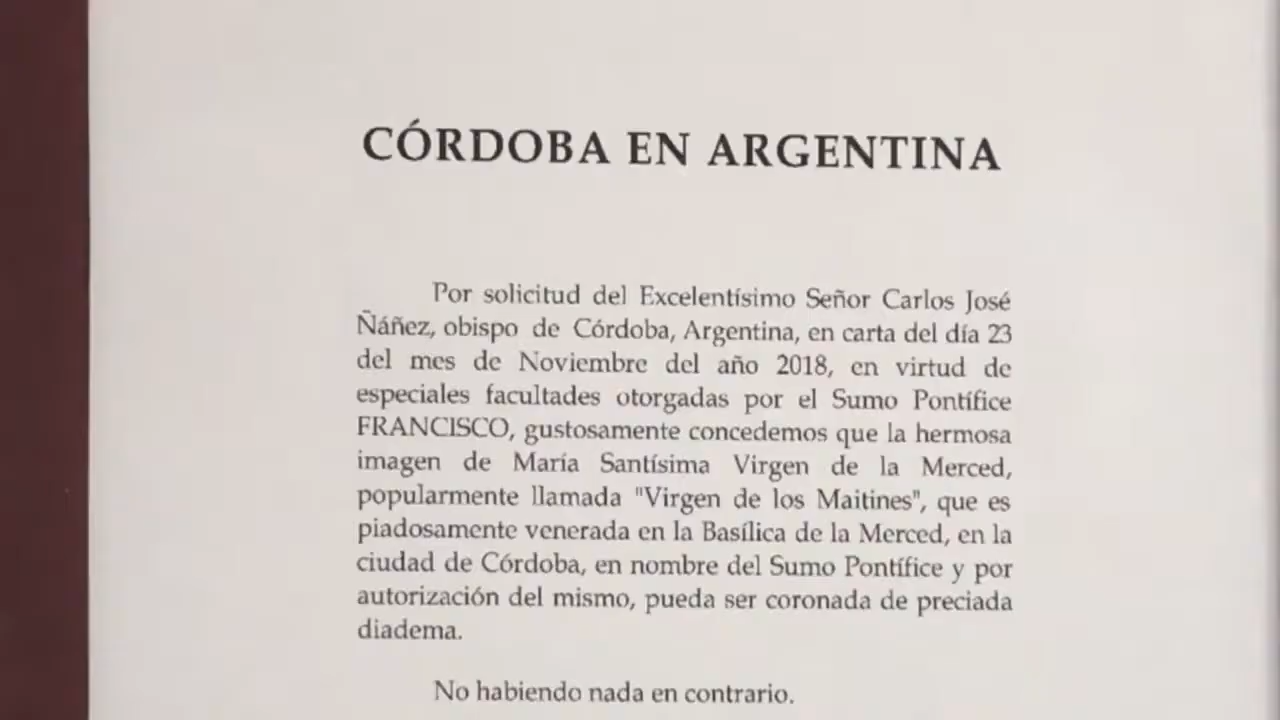 CÓRDOBA EN ARGENTINA
Por solicitud del Excelentísimo Señor Carlos José
Ñáñez, obispo de Córdoba, Argentina, en carta del día 23
del mes de Noviembre del año 2018, en virtud de
especiales facultades otorgadas por el Sumo Pontífice
FRANCISCO, gustosamente concedemos que la hermosa
imagen de María Santísima Virgen de la Merced,
popularmente llamada "Virgen de los Maitines", que es
piadosamente venerada en la Basílica de la Merced, en la
ciudad de Córdoba, en nombre del Sumo Pontífice y por
autorización del mismo, pueda ser coronada de preciada
diadema.
No habiendo nada en contrario.